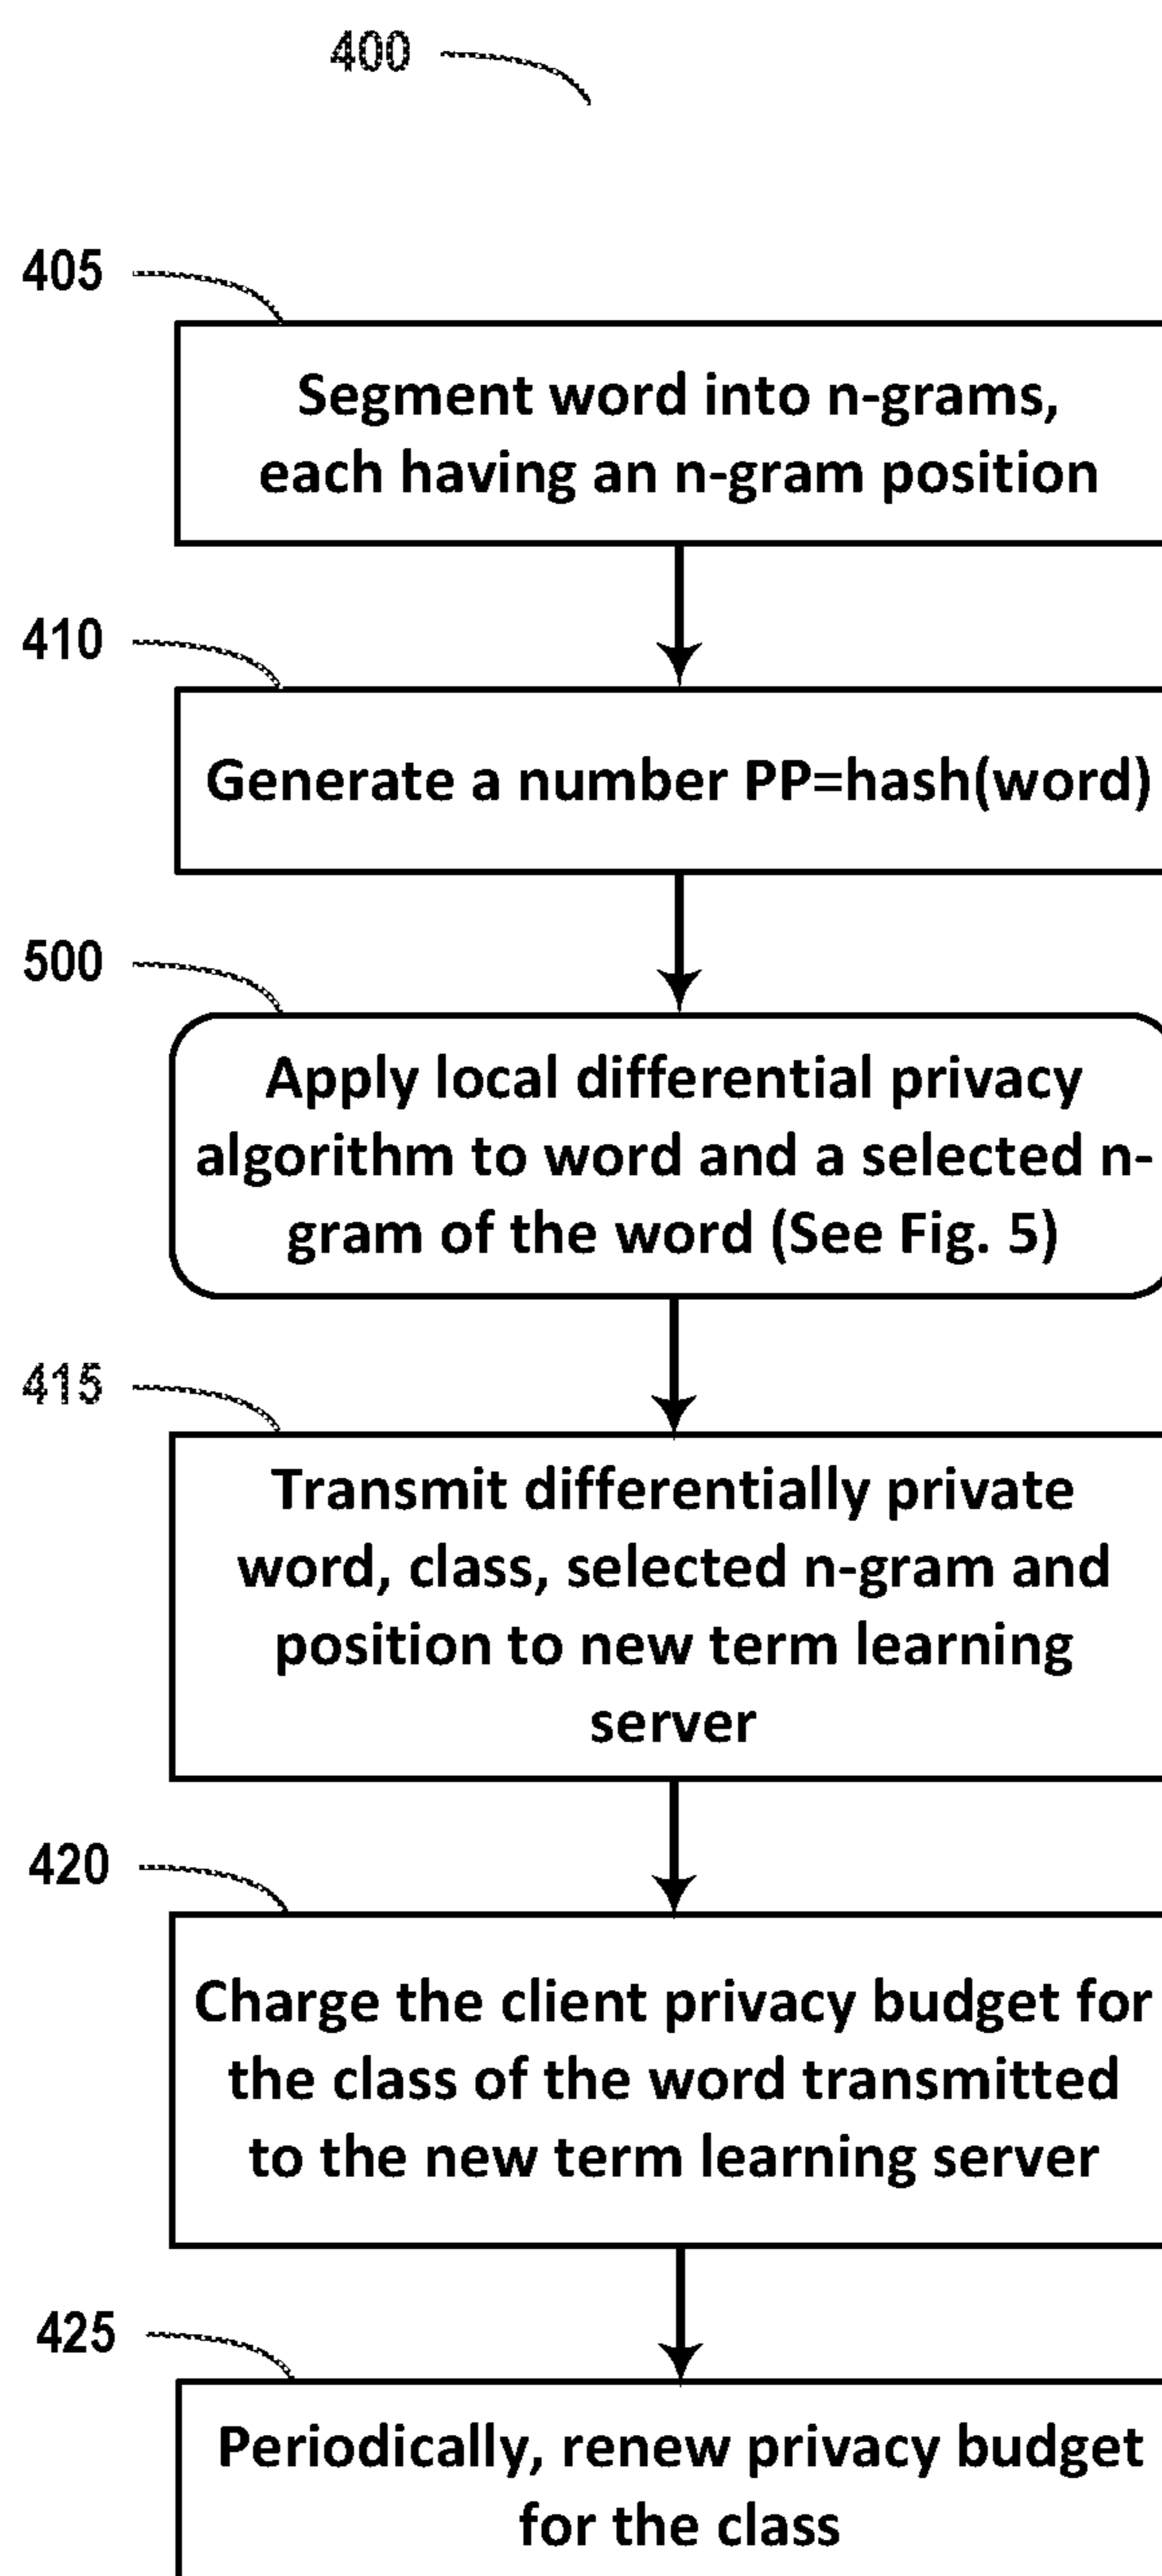 400
405
Segment word into n-grams,
each having an n-gram position
410
Generate a number PP=hash(word)
500
Apply local differential privacy
algorithm to word and a selected n-
gram of the word (See Fig. 5)
415
Transmit differentially private
word, class, selected n-gram and
position to new term learning
server
420
Charge the client privacy budget for
the class of the word transmitted
to the new term learning server
425
Periodically, renew privacy budget
for the class